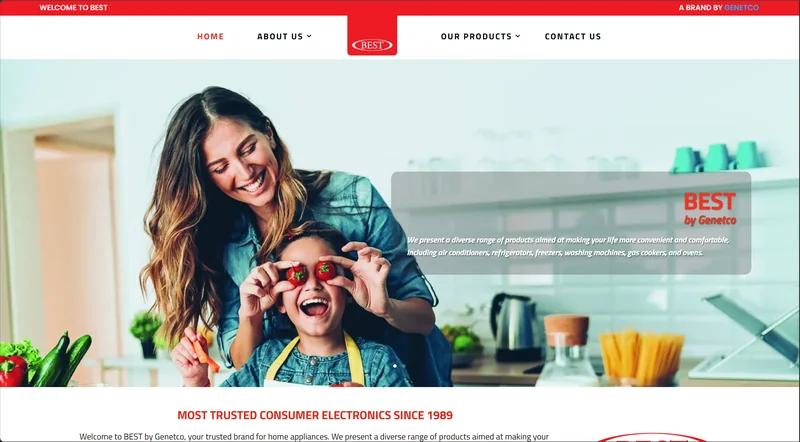 WELCOME TO BEST
A BRAND BY GENETCO
HOME
ABOUT US
BEST
OUR PRODUCTS
CONTACT US
BEST
by Genetco
We present a diverse range of products aimed at making your life more convenient and comfortable,
including air conditioners, refrigerators, freezers, washing machines, gas cookers, and ovens.
MOST TRUSTED CONSUMER ELECTRONICS SINCE 1989
Welcome to BEST by Genetco, your trusted brand for home appliances. We present a diverse range of products aimed at making your